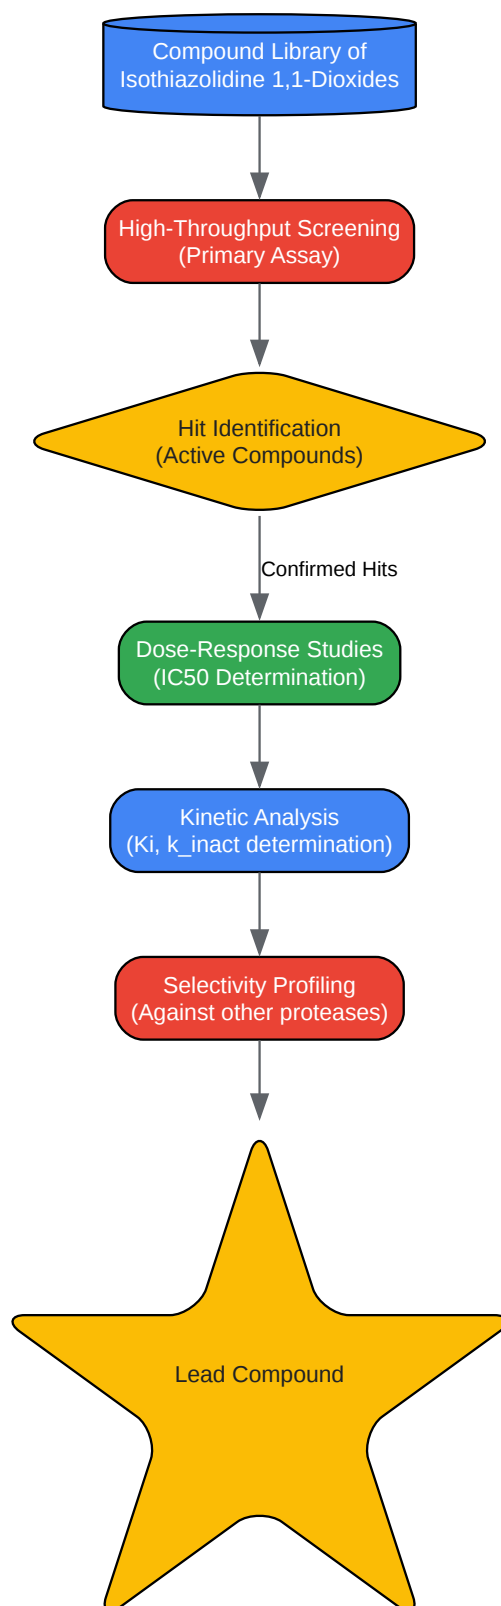 Compound Library of
Isothiazolidine 1,1-Dioxides
High-Throughput Screening
(Primary Assay)
Hit Identification
(Active Compounds)
Confirmed Hits
Dose-Response Studies
(IC50 Determination)
Kinetic Analysis
(Ki, k_inact determination)
Selectivity Profiling
(Against other proteases)
Lead Compound